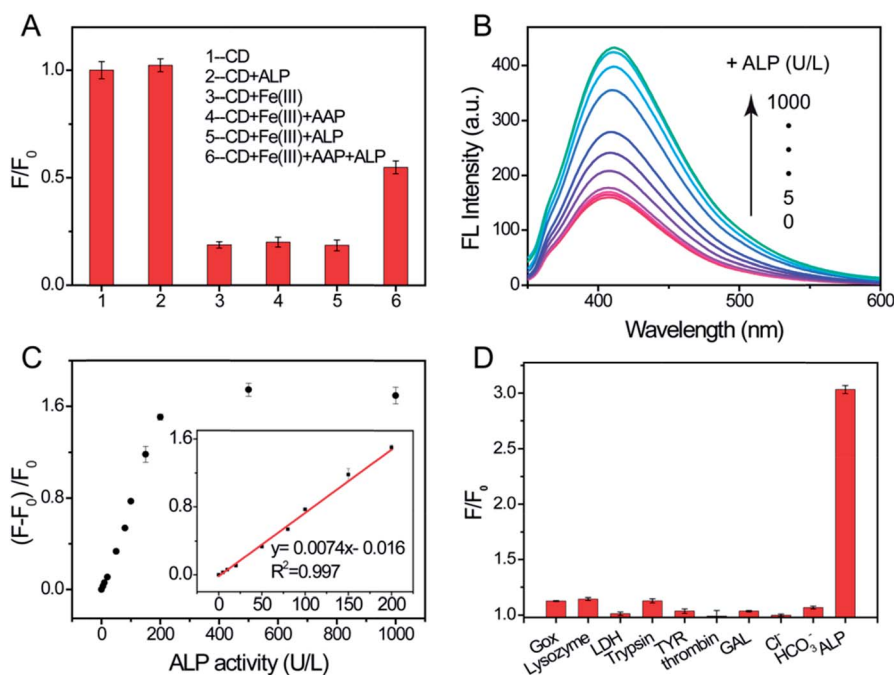 A
F/F0
1.0
0.5
0.0
1--CD
2--CD+ALP
3--CD+Fe(III)
4--CD+Fe(III)+AAP
5--CD+Fe(III)+ALP
6--CD+Fe(III)+AAP+ALP
1 2 3 4 5 6
B
FL Intensity (a.u.)
400
300
200
100
0
+ ALP (U/L)
1000
5
0
400 500 600
Wavelength (nm)
C
(F-F0)/F0
1.6
0.8
0.0
1.6
0.8
0.0
y= 0.0074x- 0.016
R2=0.997
0 50 100 150 200
0 200 400 600 800 1000
ALP activity (U/L)
D
F/F0
3.0
2.5
2.0
1.5
1.0
Gox
Lysozyme
LDH
Trypsin
TYR
thrombin
GAL
Cl-
HCO3-
ALP